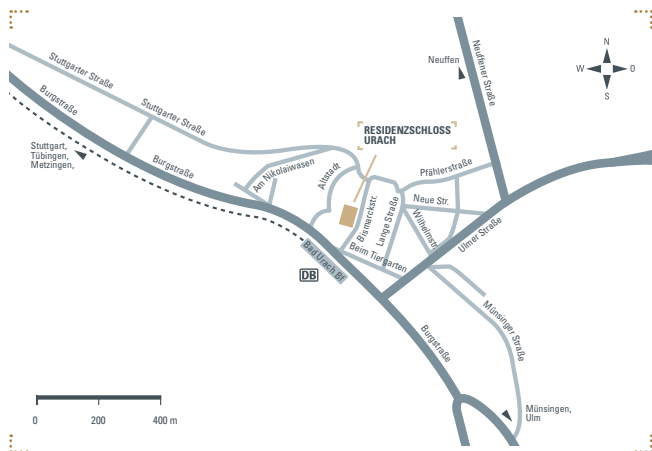 N
W O
S
Neuffen
Neuffener Straße
Stuttgarter Straße
Burgstraße
Stuttgarter Straße
Stuttgart,
Tübingen,
Metzingen,
Burgstraße
RESIDENZSCHLOSS
URACH
Am Nikolaiwasen
Altstadt
Pfählerstraße
Neue Str.
Bismarckstr.
Lange Straße
Wilhelmstr.
Ulmer Straße
Beim Tiergarten
Bad Urach Bf
DB
Münsinger Straße
Burgstraße
Münsingen,
Ulm
0 200 400 m